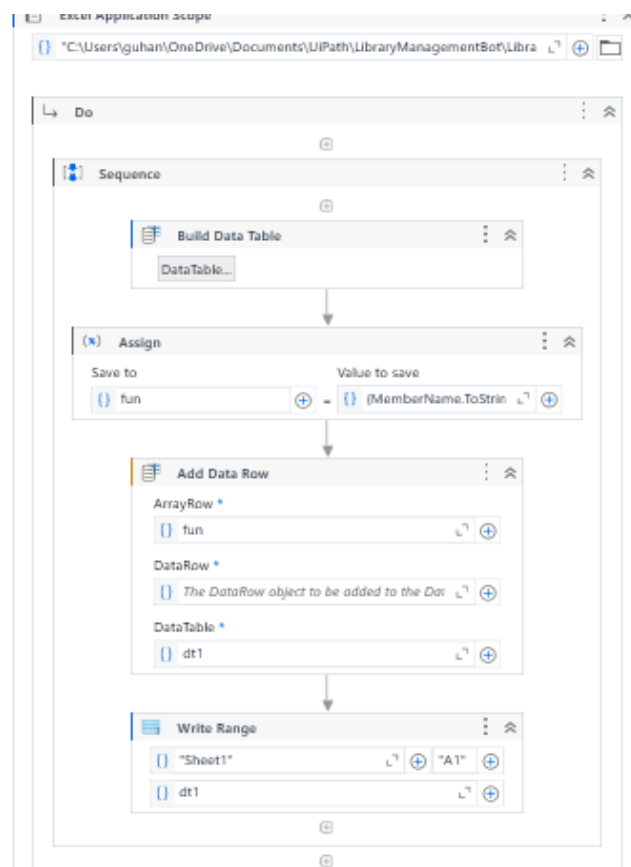 Excel Application Scope
"C:\Users\guhan\OneDrive\Documents\UiPath\LibraryManagementBot\Libra
Do
Sequence
Build Data Table
DataTable...
(x) Assign
Save to Value to save
{} fun = {} {MemberName.ToStrin
Add Data Row
ArrayRow *
{} fun
DataRow *
{} The DataRow object to be added to the Dat
DataTable *
{} dt1
Write Range
{} "Sheet1" "A1"
{} dt1